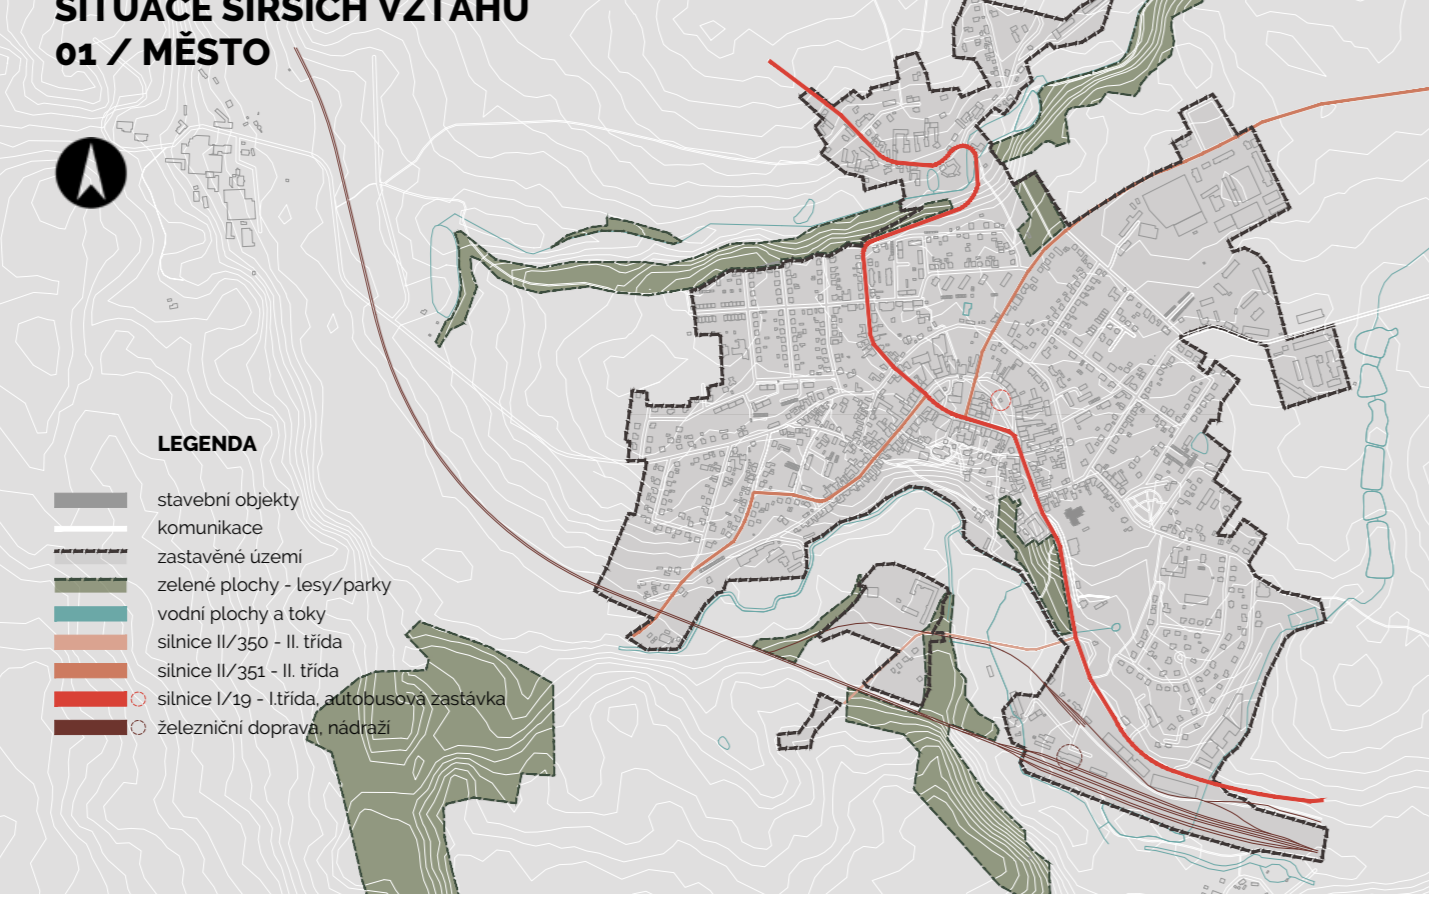 SITUACE ŠIRŠÍCH VZTAHŮ
01 / MĚSTO
LEGENDA
stavební objekty
komunikace
zastavěné území
zelené plochy - lesy/parky
vodní plochy a toky
silnice II/350 - II. třída
silnice II/351 - II. třída
silnice I/19 - I.třída, autobusová zastávka
železniční doprava, nádraží